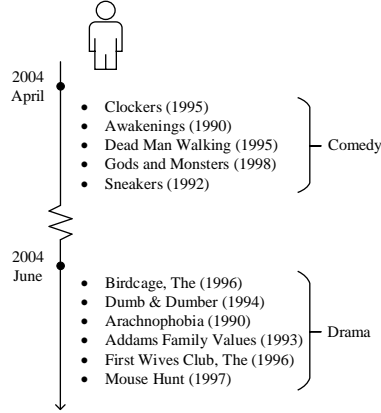 2004
April
• Clockers (1995)
• Awakenings (1990)
• Dead Man Walking (1995)
• Gods and Monsters (1998)
• Sneakers (1992)
Comedy
2004
June
• Birdcage, The (1996)
• Dumb & Dumber (1994)
• Arachnophobia (1990)
• Addams Family Values (1993)
• First Wives Club, The (1996)
• Mouse Hunt (1997)
Drama